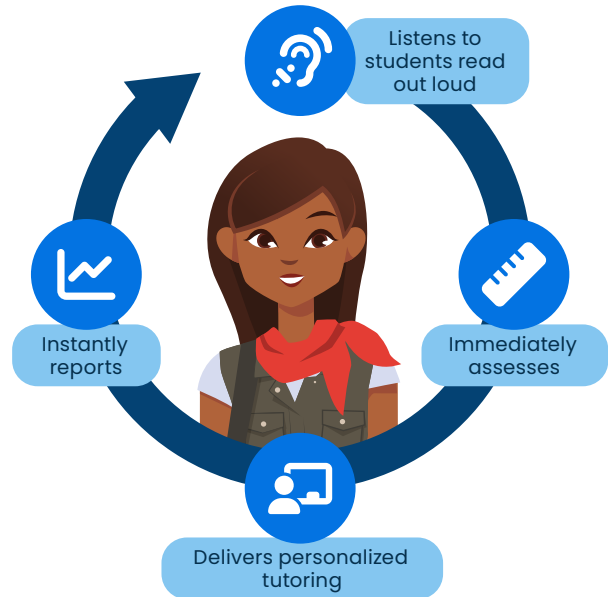 Listens to
students read
out loud
Immediately
assesses
Delivers personalized
tutoring
Instantly
reports